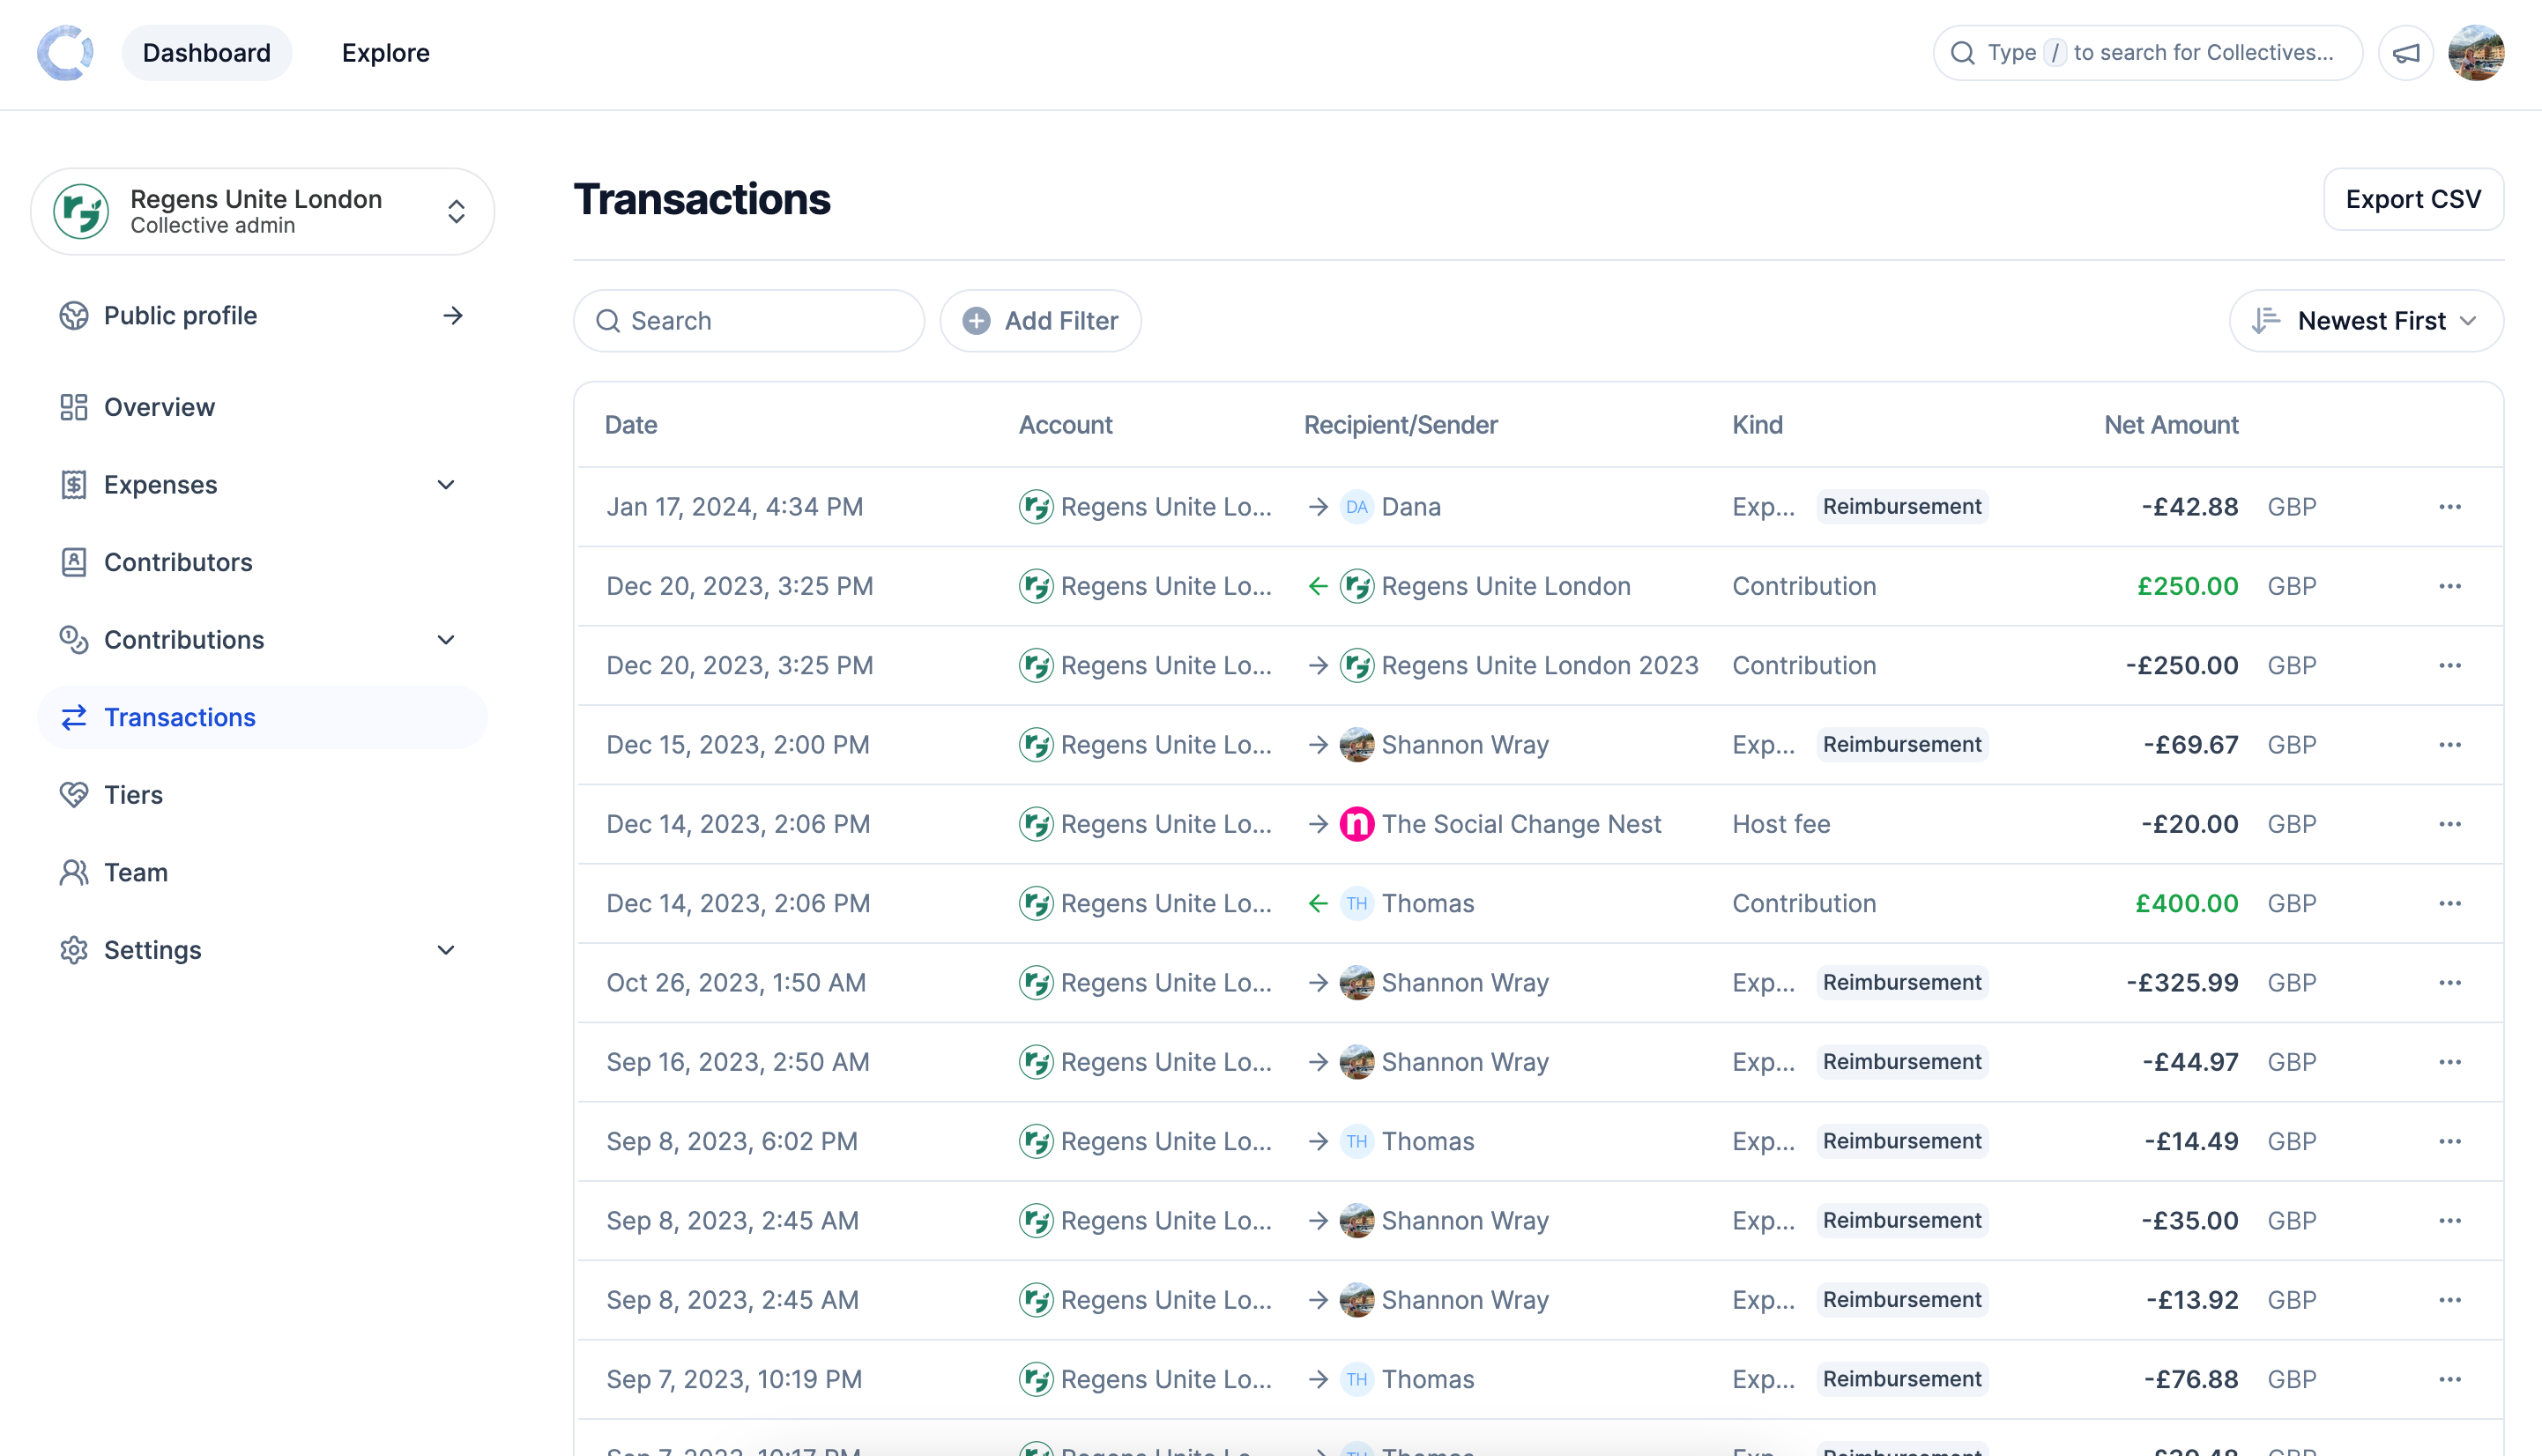 Dashboard Explore Type / to search for Collectives...
Regens Unite London
Collective admin
Transactions
Export CSV
Public profile
Search Add Filter Newest First
Overview
Expenses
Contributors
Contributions
Transactions
Tiers
Team
Settings
Date Account Recipient/Sender Kind Net Amount
Jan 17, 2024, 4:34 PM Regens Unite Lo... DA Dana Exp... Reimbursement -£42.88 GBP
Dec 20, 2023, 3:25 PM Regens Unite Lo... Regens Unite London Contribution £250.00 GBP
Dec 20, 2023, 3:25 PM Regens Unite Lo... Regens Unite London 2023 Contribution -£250.00 GBP
Dec 15, 2023, 2:00 PM Regens Unite Lo... Shannon Wray Exp... Reimbursement -£69.67 GBP
Dec 14, 2023, 2:06 PM Regens Unite Lo... n The Social Change Nest Host fee -£20.00 GBP
Dec 14, 2023, 2:06 PM Regens Unite Lo... TH Thomas Contribution £400.00 GBP
Oct 26, 2023, 1:50 AM Regens Unite Lo... Shannon Wray Exp... Reimbursement -£325.99 GBP
Sep 16, 2023, 2:50 AM Regens Unite Lo... Shannon Wray Exp... Reimbursement -£44.97 GBP
Sep 8, 2023, 6:02 PM Regens Unite Lo... TH Thomas Exp... Reimbursement -£14.49 GBP
Sep 8, 2023, 2:45 AM Regens Unite Lo... Shannon Wray Exp... Reimbursement -£35.00 GBP
Sep 8, 2023, 2:45 AM Regens Unite Lo... Shannon Wray Exp... Reimbursement -£13.92 GBP
Sep 7, 2023, 10:19 PM Regens Unite Lo... TH Thomas Exp... Reimbursement -£76.88 GBP